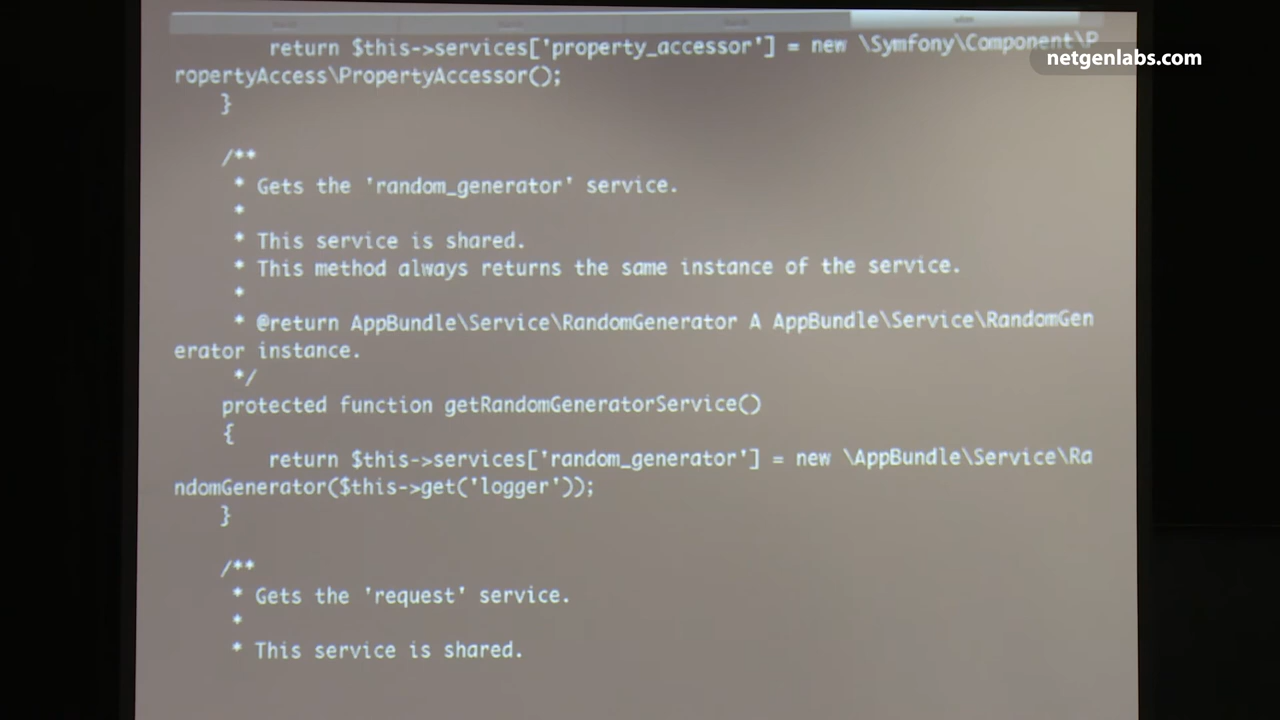 netgenlabs.com
return $this->services['property_accessor'] = new \Symfony\Component\P
ropertyAccess\PropertyAccessor();
}
/**
* Gets the 'random_generator' service.
*
* This service is shared.
* This method always returns the same instance of the service.
*
* @return AppBundle\Service\RandomGenerator A AppBundle\Service\RandomGen
erator instance.
*/
protected function getRandomGeneratorService()
{
return $this->services['random_generator'] = new \AppBundle\Service\Ra
ndomGenerator($this->get('logger'));
}
/**
* Gets the 'request' service.
*
* This service is shared.